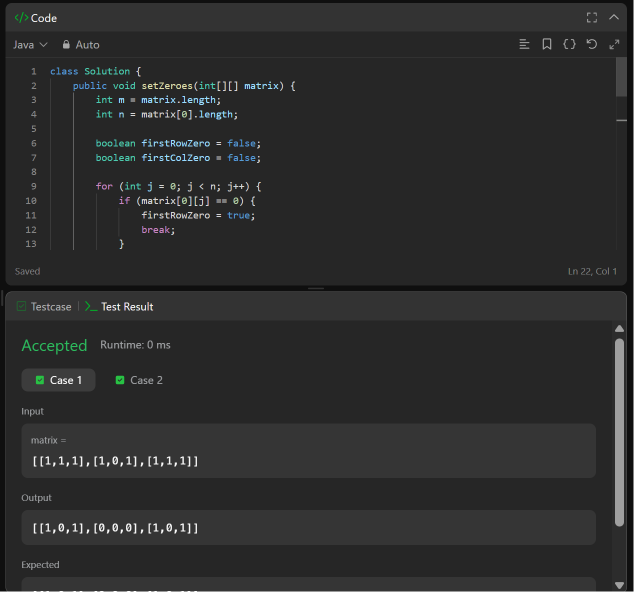 </> Code
Java Auto
1 class Solution {
2 public void setZeroes(int[][] matrix) {
3 int m = matrix.length;
4 int n = matrix[0].length;
5
6 boolean firstRowZero = false;
7 boolean firstColZero = false;
8
9 for (int j = 0; j < n; j++) {
10 if (matrix[0][j] == 0) {
11 firstRowZero = true;
12 break;
13 }
Saved Ln 22, Col 1
Testcase | >_ Test Result
Accepted Runtime: 0 ms
Case 1 Case 2
Input
matrix =
[[1,1,1],[1,0,1],[1,1,1]]
Output
[[1,0,1],[0,0,0],[1,0,1]]
Expected